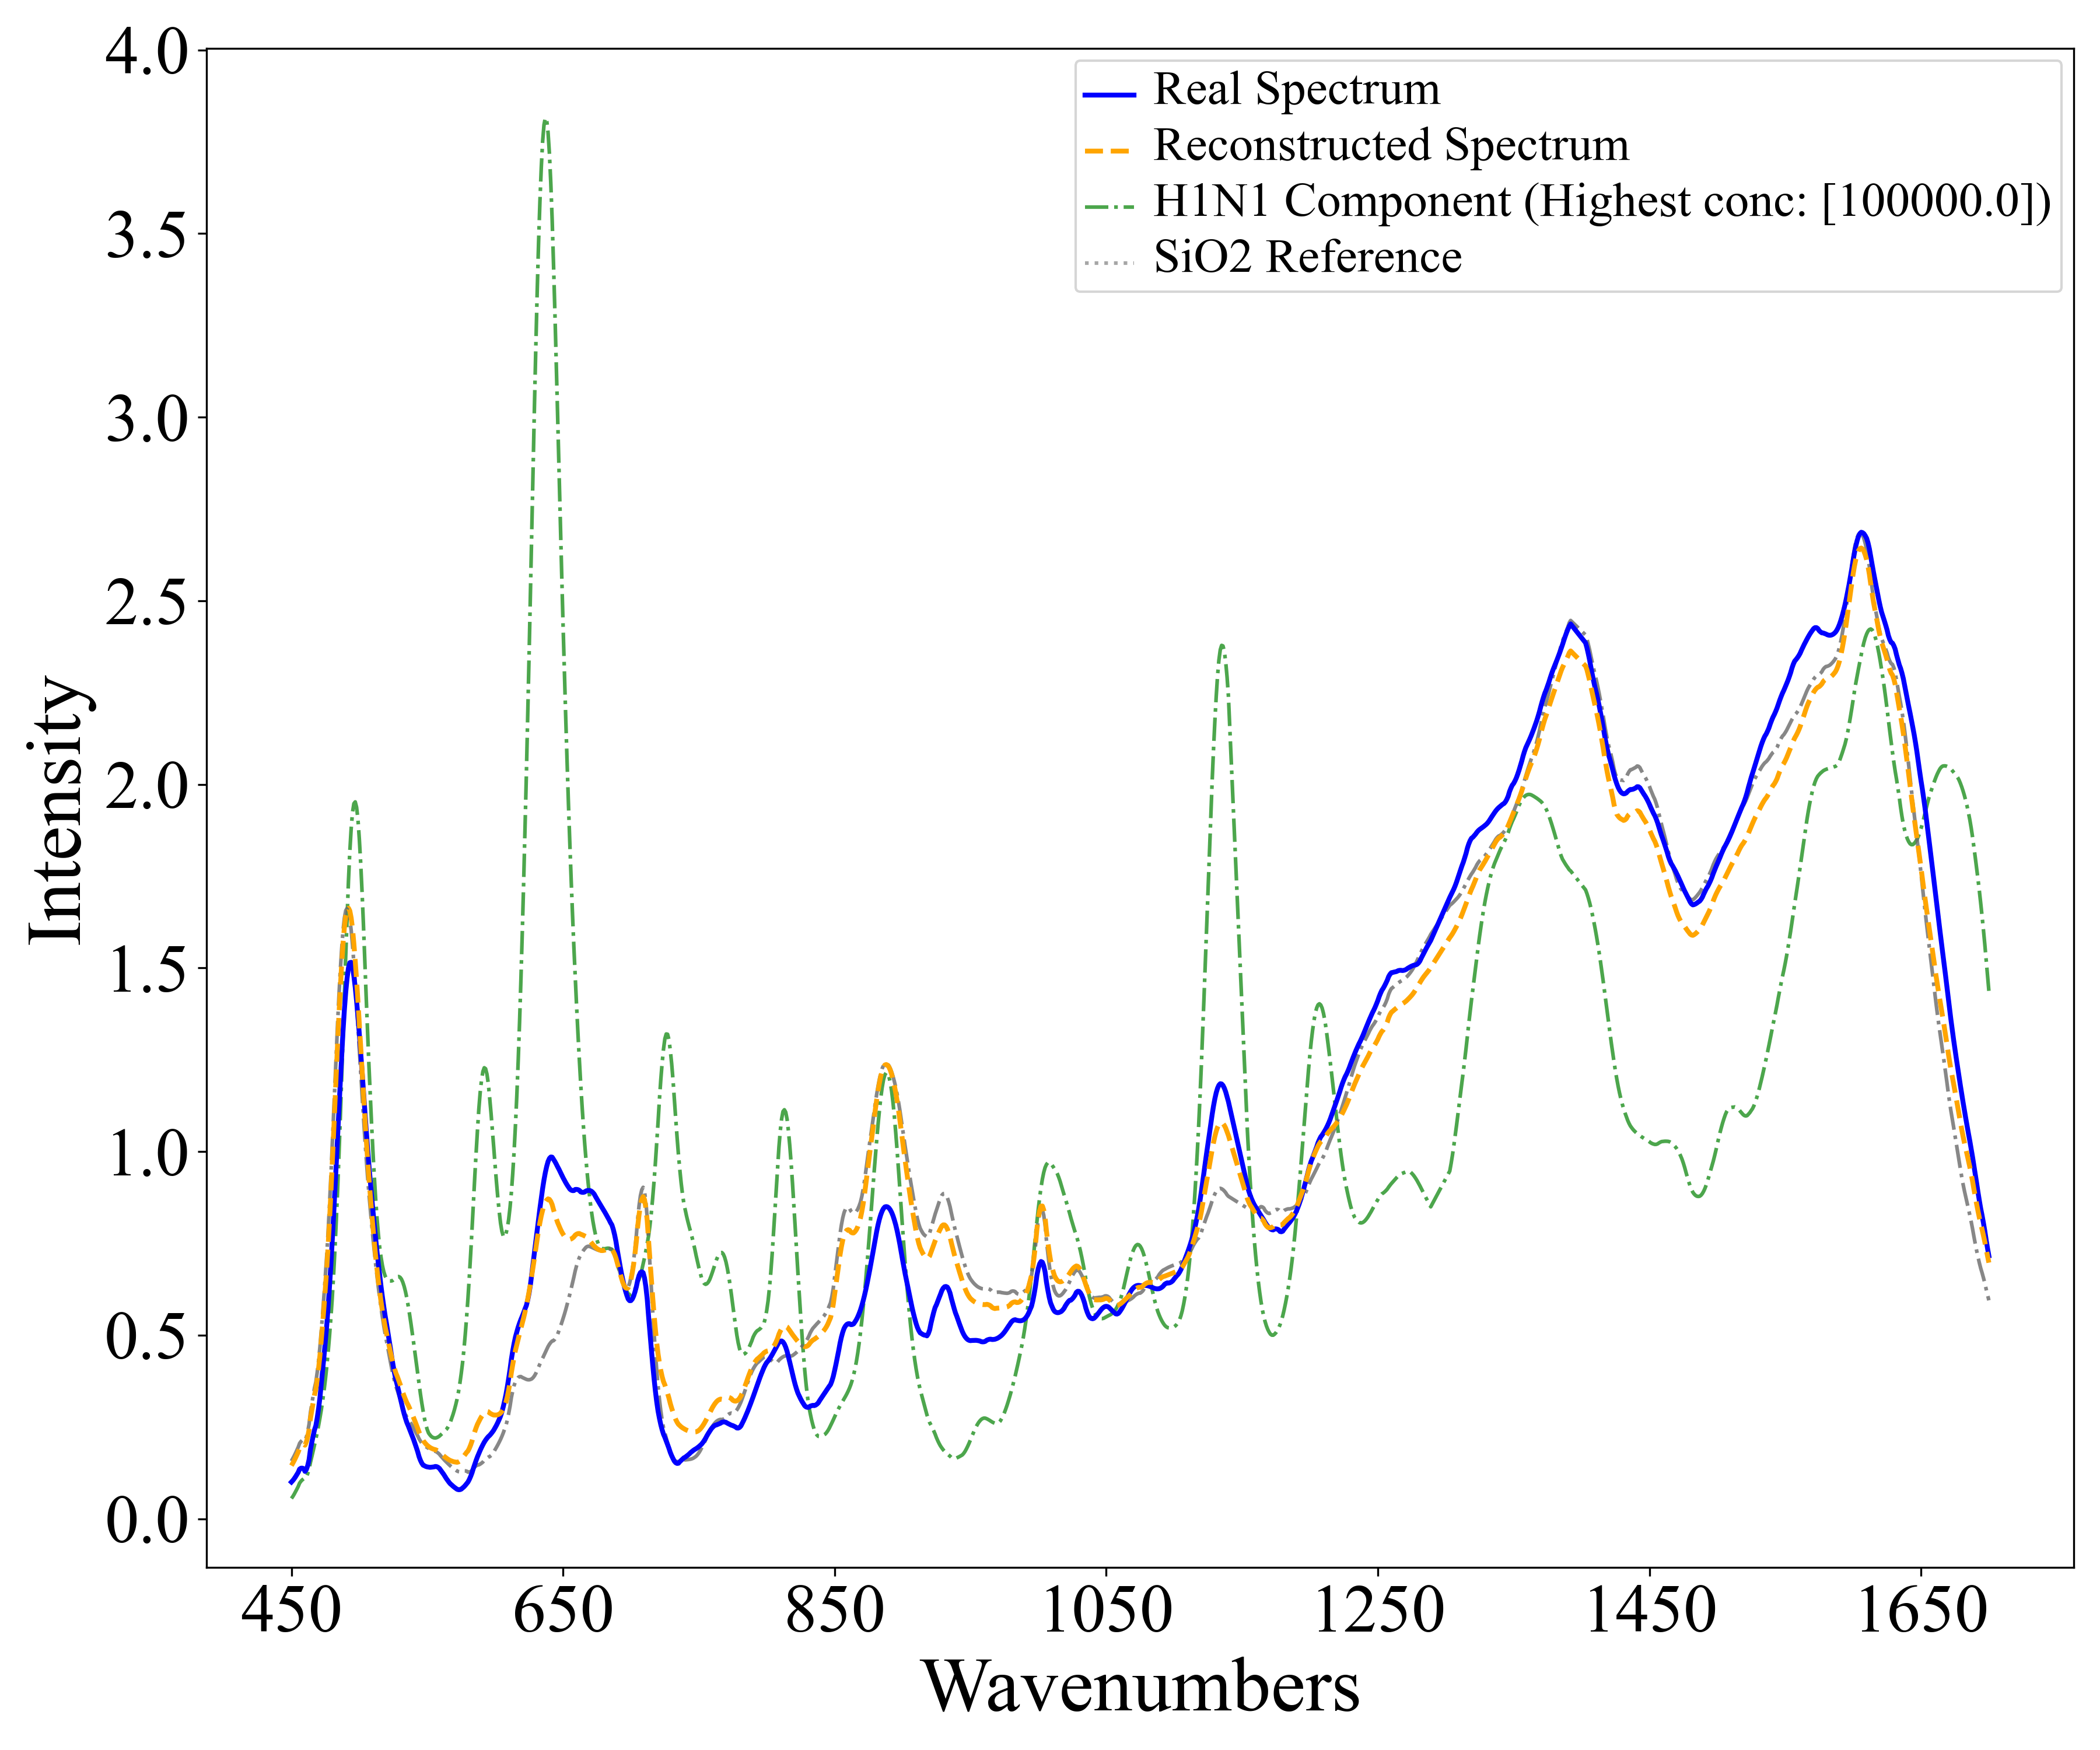 4.0
3.5
3.0
2.5
2.0
1.5
1.0
0.5
0.0
Intensity
Real Spectrum
Reconstructed Spectrum
H1N1 Component (Highest conc: [100000.0])
SiO2 Reference
450 650 850 1050 1250 1450 1650
Wavenumbers